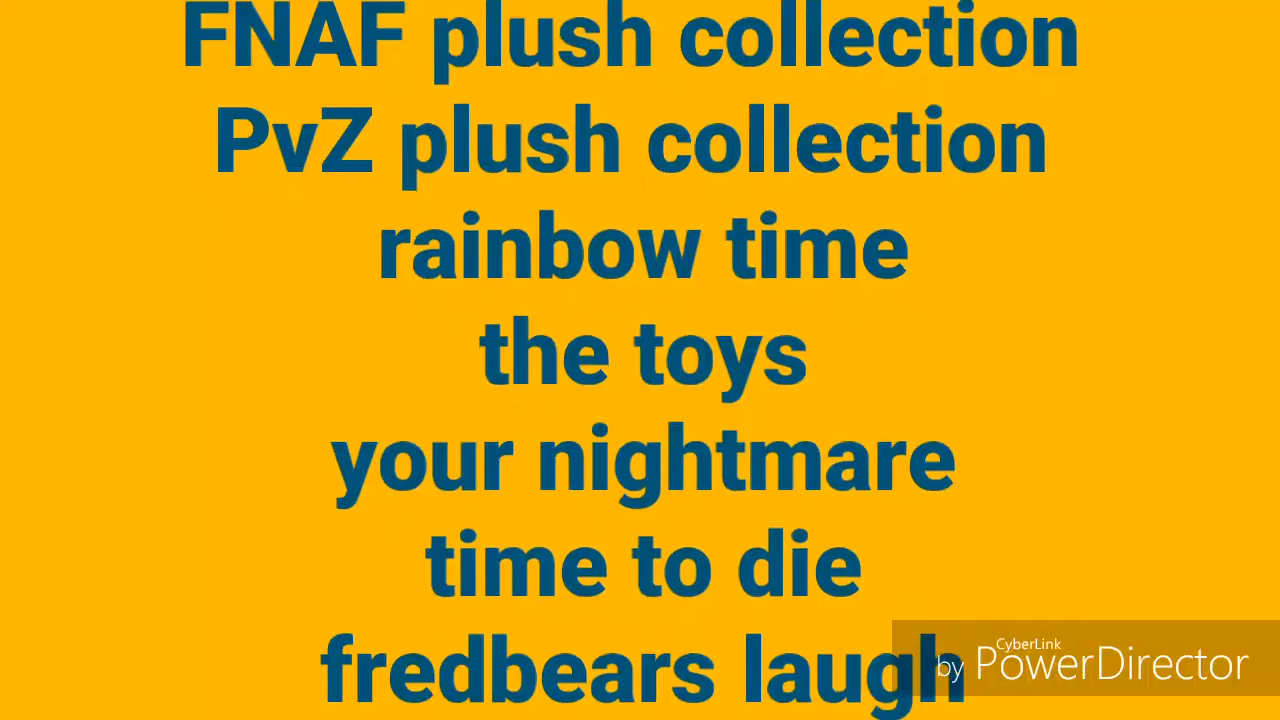 FNAF plush collection
PvZ plush collection
rainbow time
the toys
your nightmare
time to die
fredbears laugh
CyberLink
by PowerDirector